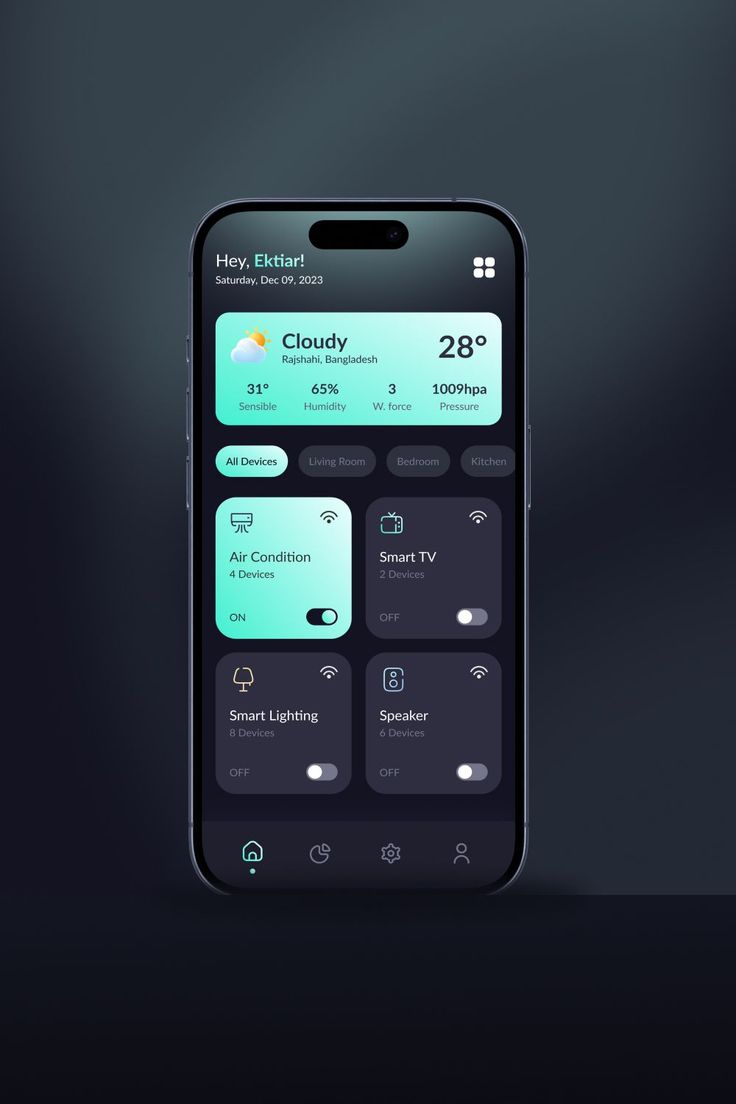 Hey, Ektiar!
Saturday, Dec 09, 2023
Cloudy
Rajshahi, Bangladesh
28°
31° 65% 3 1009hpa
Sensible Humidity W. force Pressure
All Devices Living Room Bedroom Kitchen
Air Condition
4 Devices
ON
Smart TV
2 Devices
OFF
Smart Lighting
8 Devices
OFF
Speaker
6 Devices
OFF